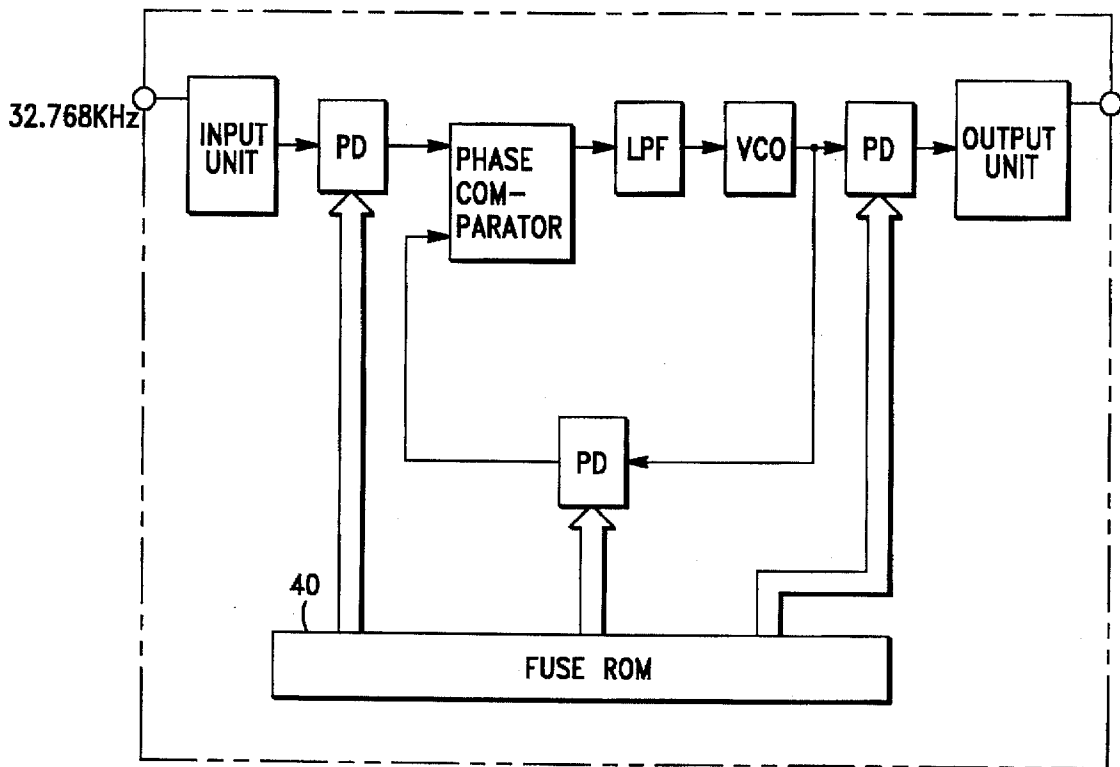 32.768KHz
INPUT
UNIT
PD
PHASE
COM-
PARATOR
LPF
VCO
PD
OUTPUT
UNIT
PD
40
FUSE ROM